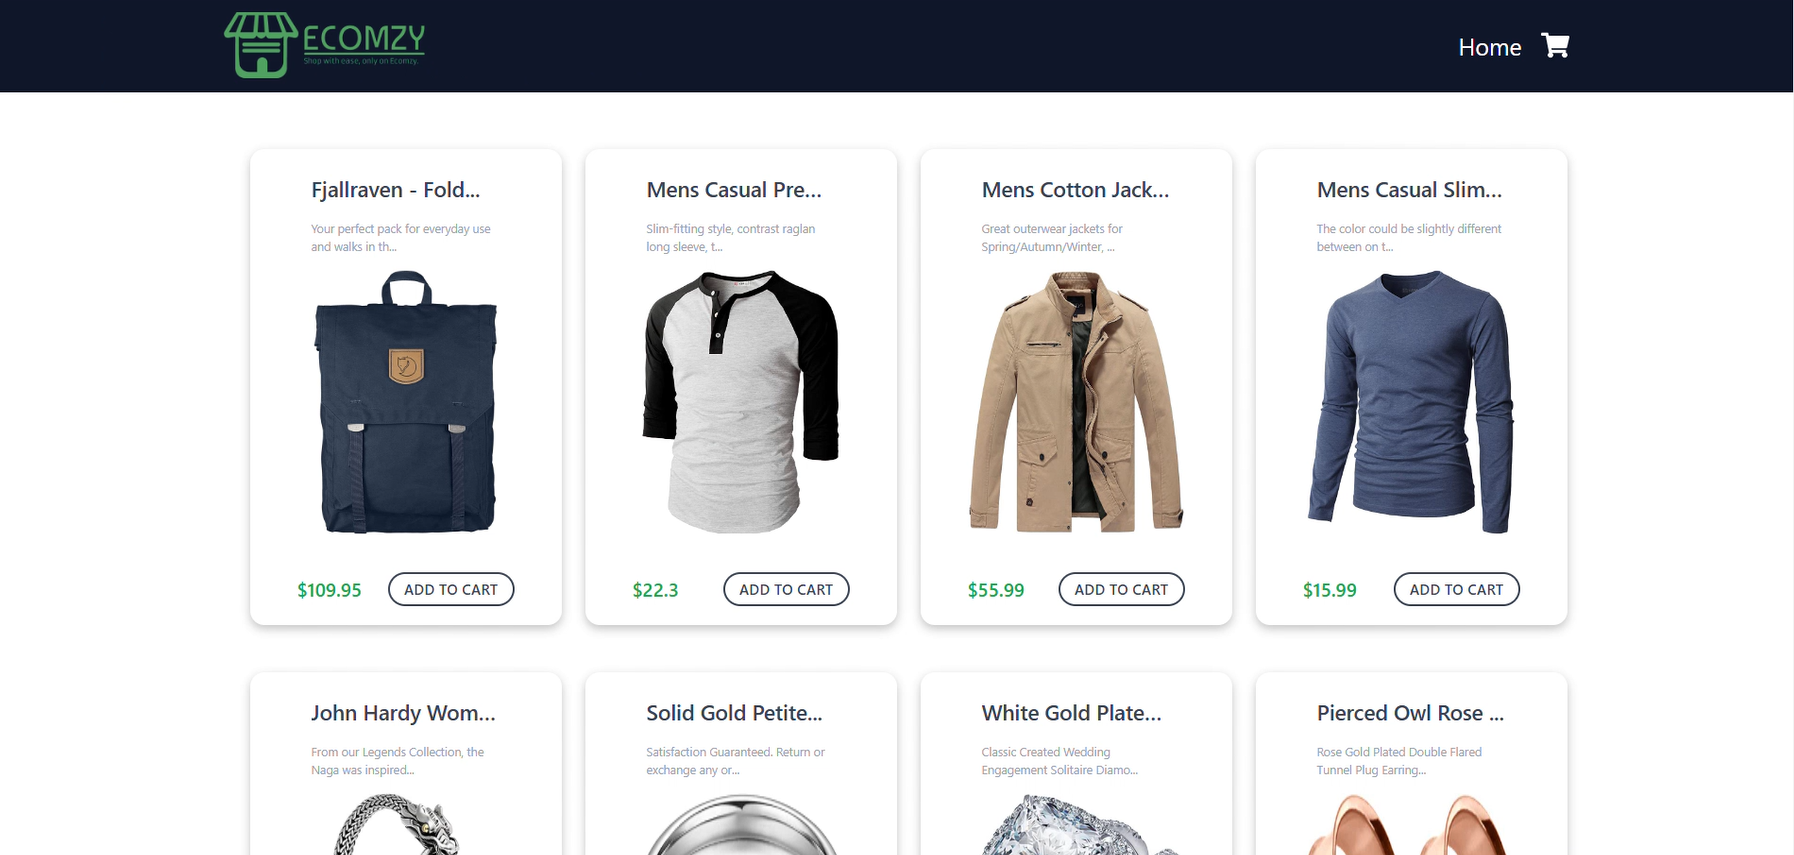 ECOMZY
Shop with ease, only on Ecomzy.
Home
Fjallraven - Fold...
Your perfect pack for everyday use
and walks in th...
$109.95
ADD TO CART
Mens Casual Pre...
Slim-fitting style, contrast raglan
long sleeve, t...
$22.3
ADD TO CART
Mens Cotton Jack...
Great outerwear jackets for
Spring/Autumn/Winter, ...
$55.99
ADD TO CART
Mens Casual Slim...
The color could be slightly different
between on t...
$15.99
ADD TO CART
John Hardy Wom...
From our Legends Collection, the
Naga was inspired...
Solid Gold Petite...
Satisfaction Guaranteed. Return or
exchange any or...
White Gold Plate...
Classic Created Wedding
Engagement Solitaire Diamo...
Pierced Owl Rose ...
Rose Gold Plated Double Flared
Tunnel Plug Earring...